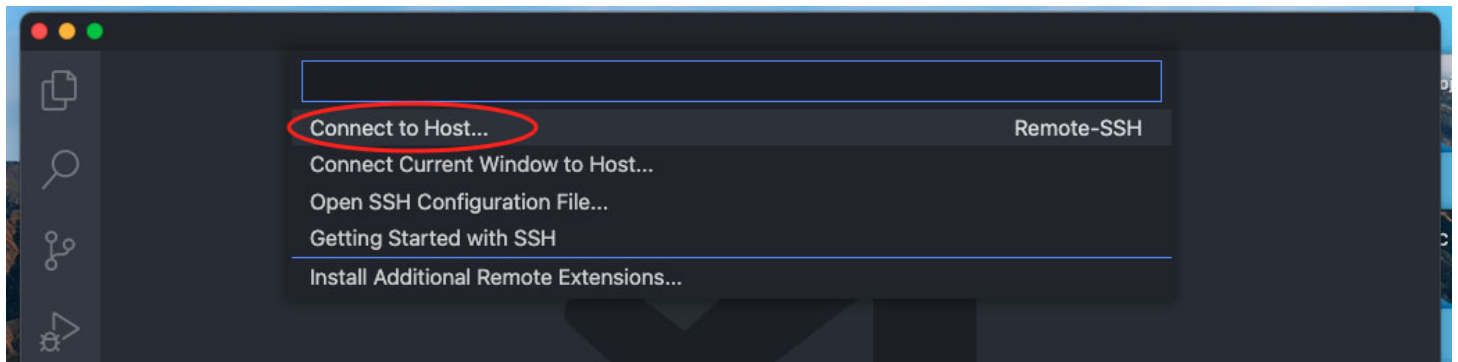 Connect to Host...
Remote-SSH
Connect Current Window to Host...
Open SSH Configuration File...
Getting Started with SSH
Install Additional Remote Extensions...